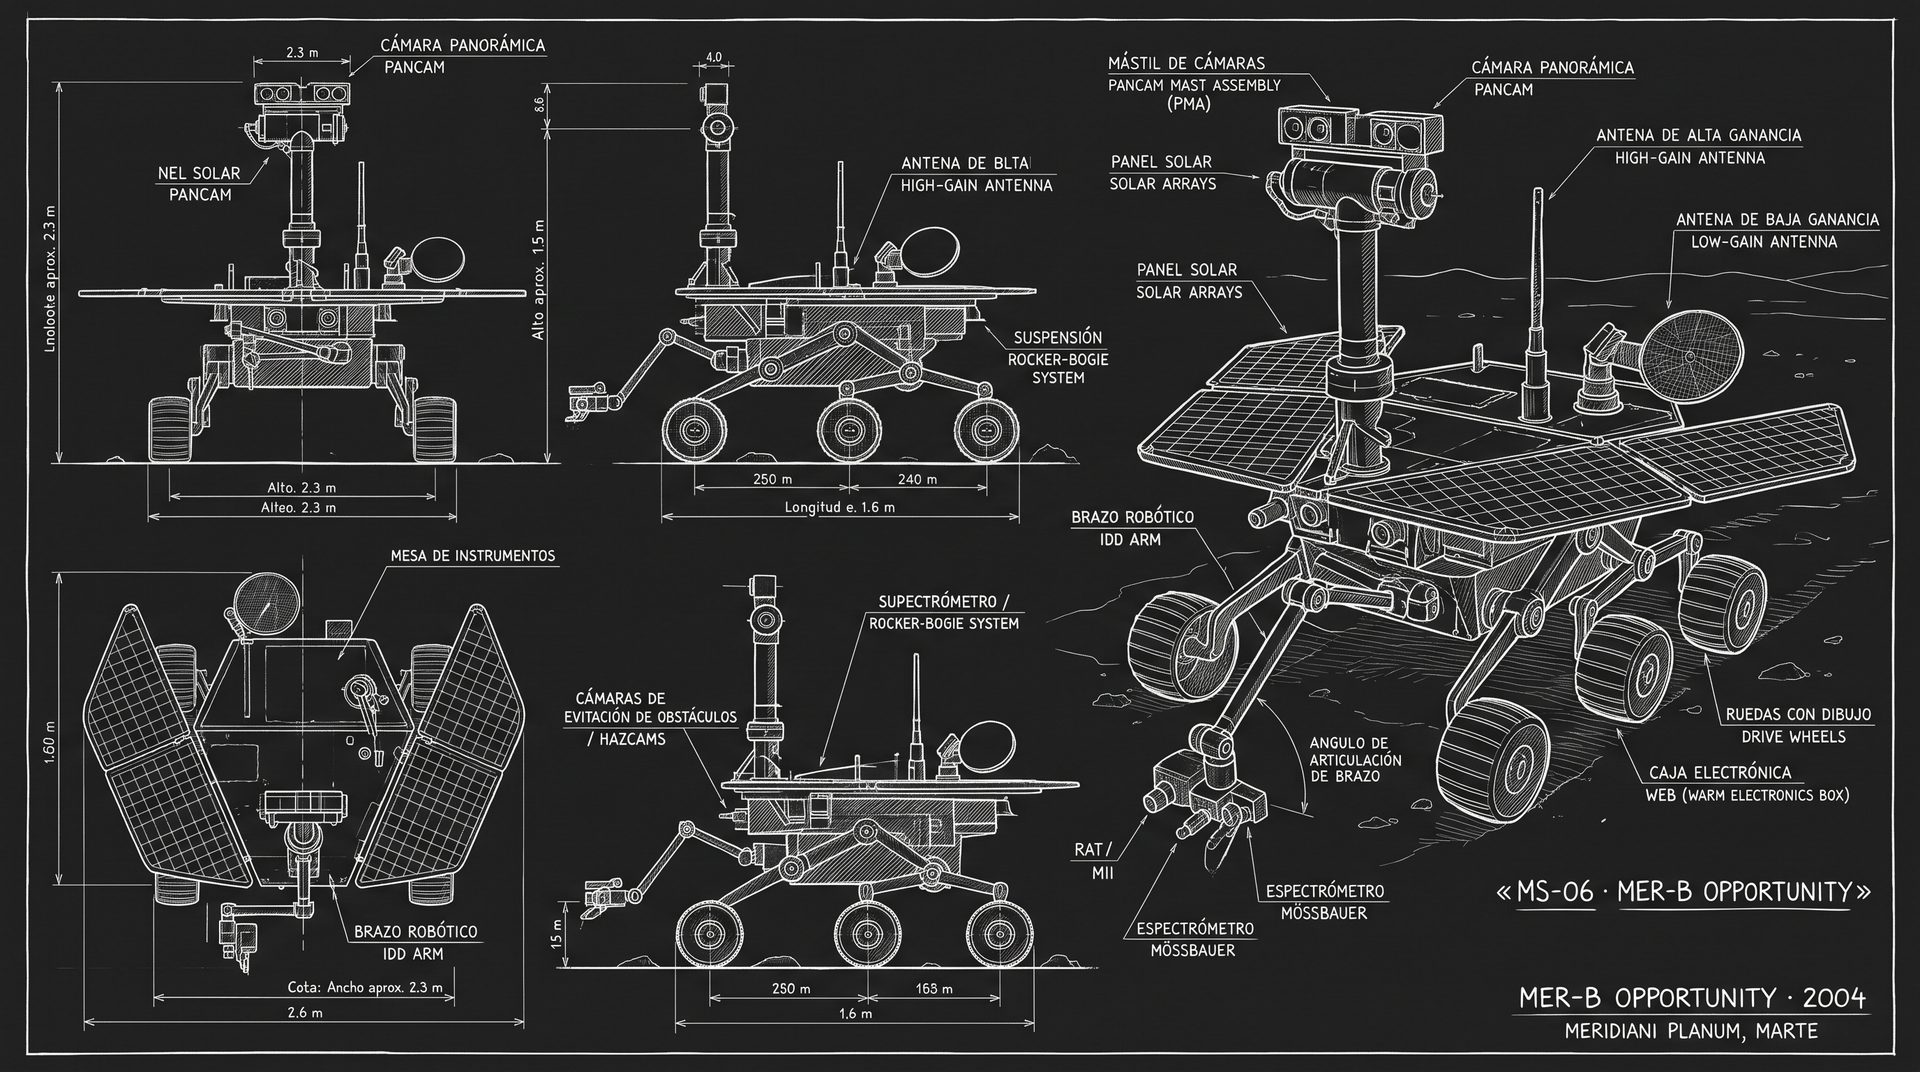 2.3 m
CÁMARA PANORÁMICA
PANCAM
NEL SOLAR
PANCAM
Lnoloote aprox. 2.3 m
Alto. 2.3 m
Alteo. 2.3 m
4.0
8.6
Alto aprox. 1.5 m
ANTENA DE BLTA
HIGH-GAIN ANTENNA
SUSPENSIÓN
ROCKER-BOGIE
SYSTEM
250 m
240 m
Longitud e. 1.6 m
MÁSTIL DE CÁMARAS
PANCAM MAST ASSEMBLY
(PMA)
CÁMARA PANORÁMICA
PANCAM
PANEL SOLAR
SOLAR ARRAYS
ANTENA DE ALTA GANANCIA
HIGH-GAIN ANTENNA
ANTENA DE BAJA GANANCIA
LOW-GAIN ANTENNA
PANEL SOLAR
SOLAR ARRAYS
BRAZO ROBÓTICO
IDD ARM
MESA DE INSTRUMENTOS
1.60 m
BRAZO ROBÓTICO
IDD ARM
Cota: Ancho aprox. 2.3 m
2.6 m
SUPECTRÓMETRO /
ROCKER-BOGIE SYSTEM
CÁMARAS DE
EVITACIÓN DE OBSTÁCULOS
/ HAZCAMS
15 m
250 m
163 m
1.6 m
ANGULO DE
ARTICULACIÓN
DE BRAZO
RUEDAS CON DIBUJO
DRIVE WHEELS
CAJA ELECTRÓNICA
WEB (WARM ELECTRONICS BOX)
RAT /
MII
ESPECTRÓMETRO
MÖSSBAUER
ESPECTRÓMETRO
MÖSSBAUER
«MS-06 · MER-B OPPORTUNITY»
MER-B OPPORTUNITY · 2004
MERIDIANI PLANUM, MARTE